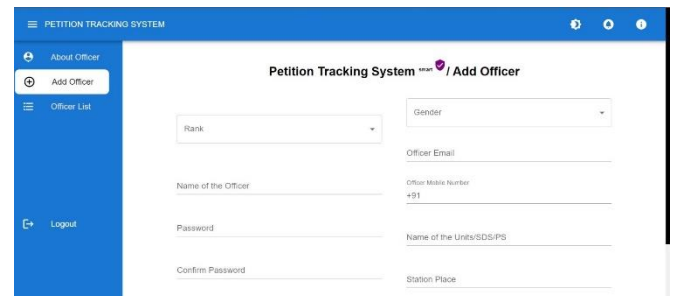 PETITION TRACKING SYSTEM
About Officer
Add Officer
Officer List
Logout
Petition Tracking System smart / Add Officer
Rank
Name of the Officer
Password
Confirm Password
Gender
Officer Email
Officer Mobile Number
+91
Name of the Units/SDS/PS
Station Place